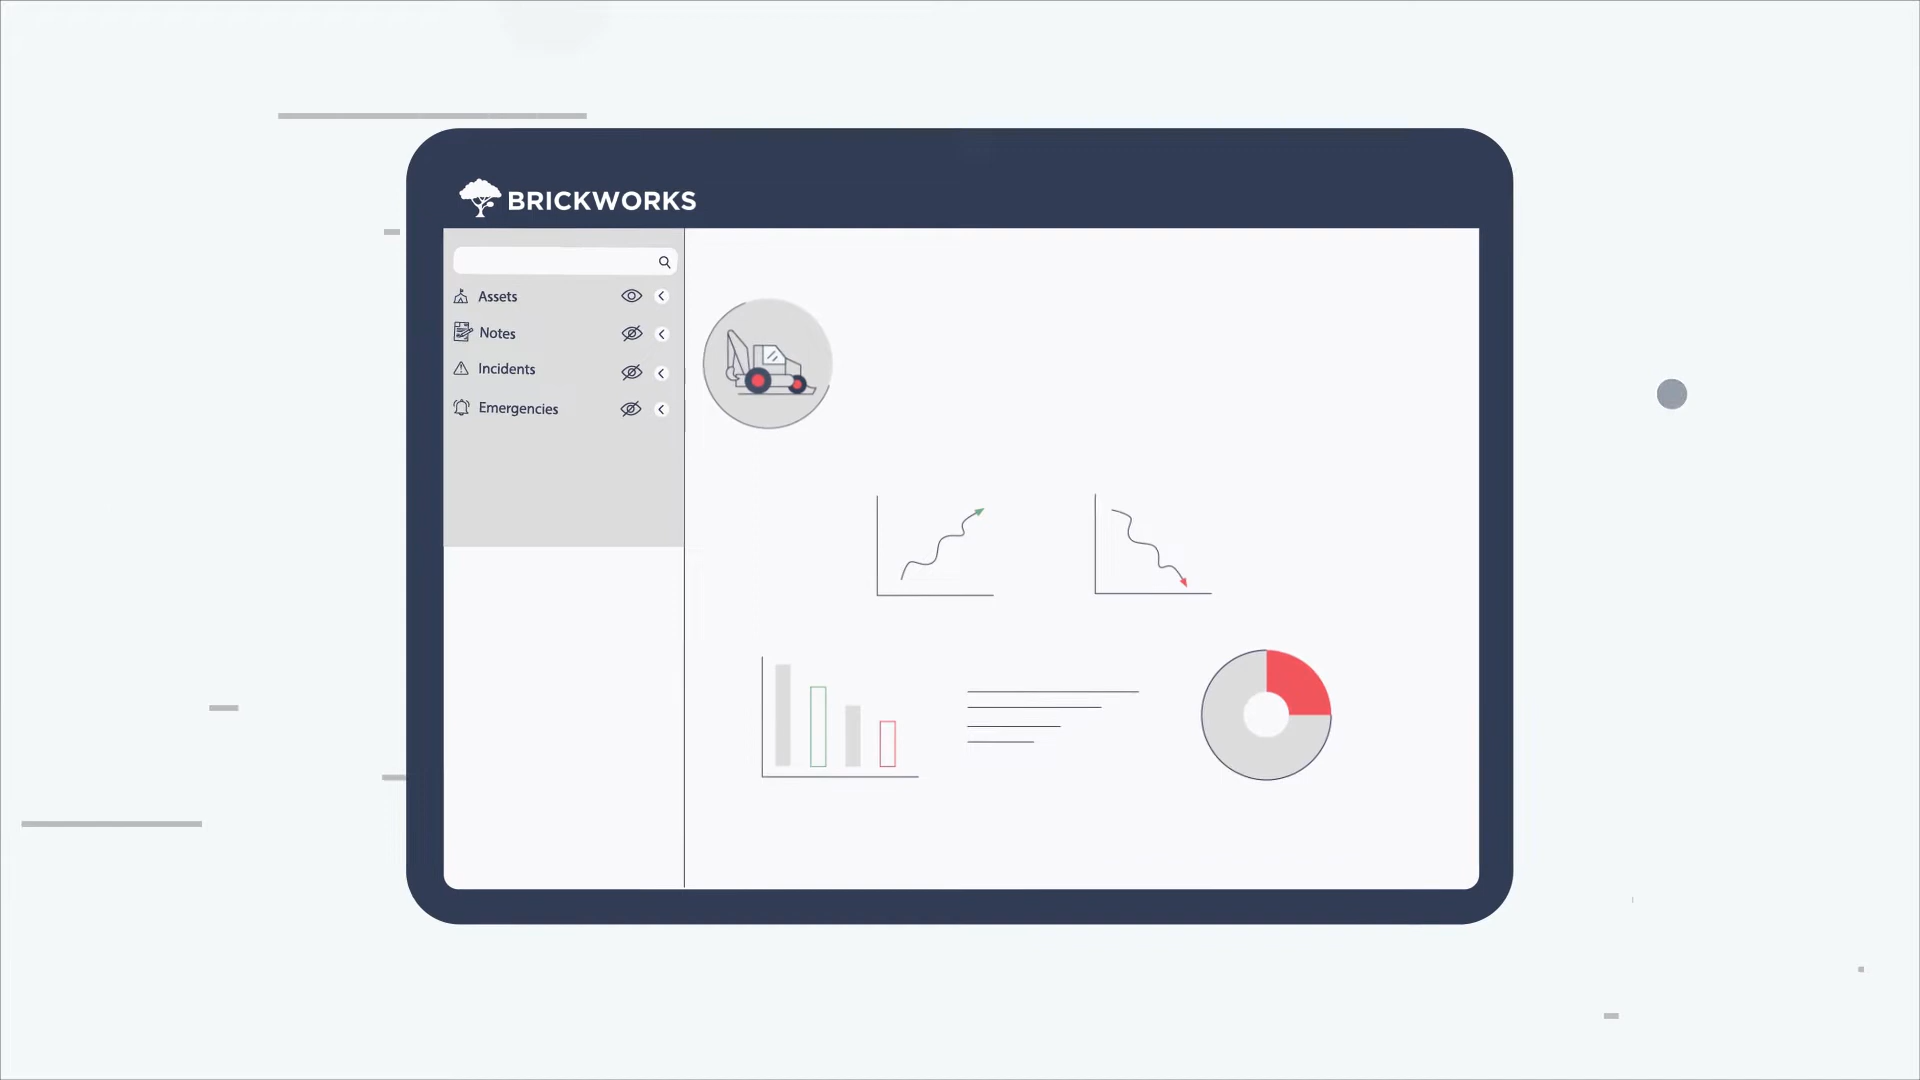 BRICKWORKS
Assets
Notes
Incidents
Emergencies